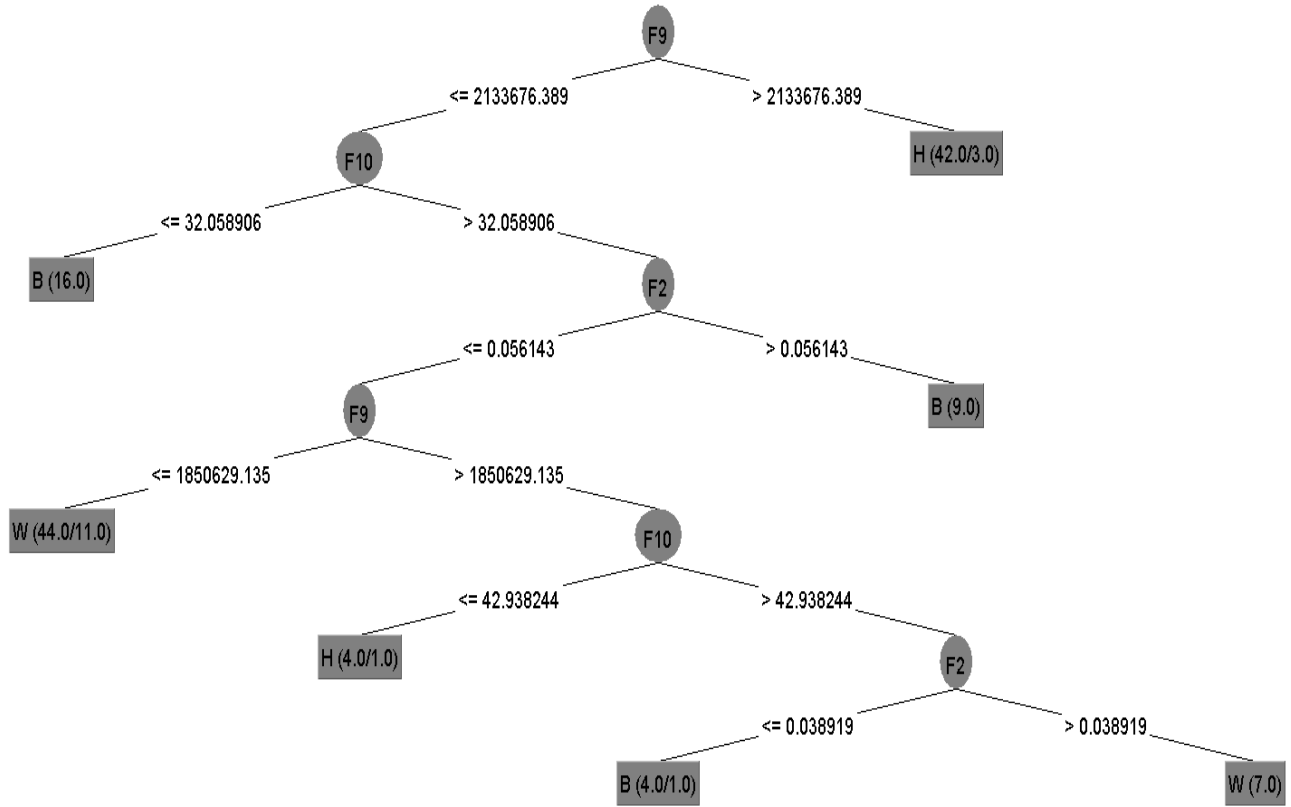 F9
<= 2133676.389
> 2133676.389
F10
H (42.0/3.0)
<= 32.058906
> 32.058906
B (16.0)
F2
<= 0.056143
> 0.056143
F9
B (9.0)
<= 1850629.135
> 1850629.135
W (44.0/11.0)
F10
<= 42.938244
> 42.938244
H (4.0/1.0)
F2
<= 0.038919
> 0.038919
B (4.0/1.0)
W (7.0)